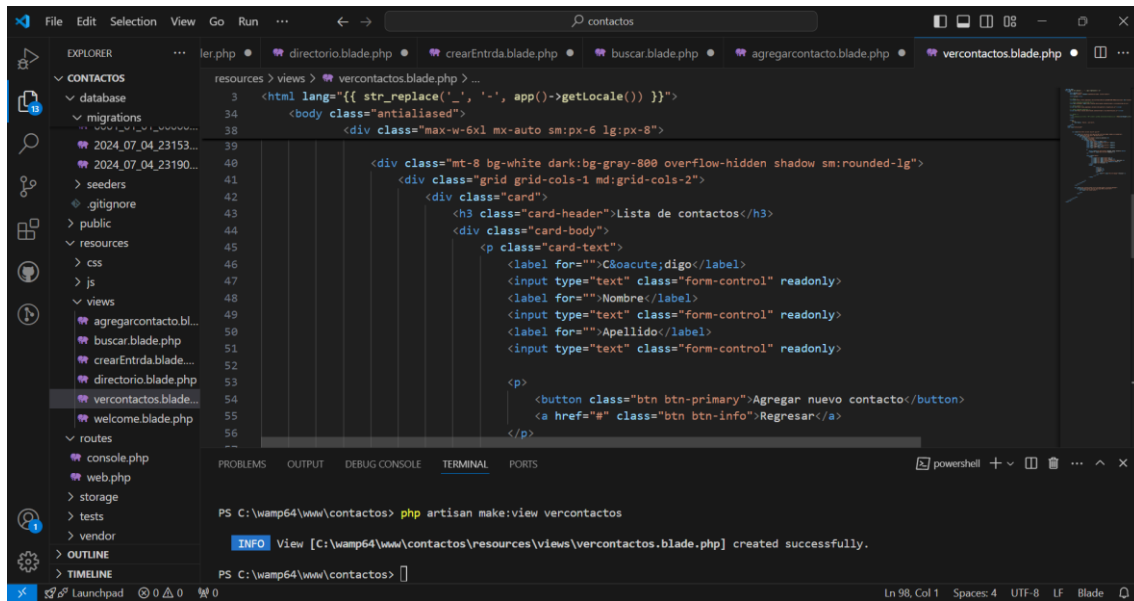 File Edit Selection View Go Run ··· contactos
EXPLORER ···
CONTACTOS
database
migrations
2024_07_04_23153...
2024_07_04_23190...
seeders
.gitignore
public
resources
css
js
views
agregarcontacto.bl...
buscar.blade.php
crearEntrda.blade....
directorio.blade.php
vercontactos.blade...
welcome.blade.php
routes
console.php
web.php
storage
tests
vendor
OUTLINE
TIMELINE
13
1
ler.php directorio.blade.php crearEntrda.blade.php buscar.blade.php agregarcontacto.blade.php vercontactos.blade.php ···
resources > views > vercontactos.blade.php > ...
3 <html lang="{{ str_replace('_', '-', app()->getLocale()) }}">
34 <body class="antialiased">
38 <div class="max-w-6xl mx-auto sm:px-6 lg:px-8">
39
40 <div class="mt-8 bg-white dark:bg-gray-800 overflow-hidden shadow sm:rounded-lg">
41 <div class="grid grid-cols-1 md:grid-cols-2">
42 <div class="card">
43 <h3 class="card-header">Lista de contactos</h3>
44 <div class="card-body">
45 <p class="card-text">
46 <label for="">C&oacute;digo</label>
47 <input type="text" class="form-control" readonly>
48 <label for="">Nombre</label>
49 <input type="text" class="form-control" readonly>
50 <label for="">Apellido</label>
51 <input type="text" class="form-control" readonly>
52
53 <p>
54 <button class="btn btn-primary">Agregar nuevo contacto</button>
55 <a href="#" class="btn btn-info">Regresar</a>
56 </p>
PROBLEMS OUTPUT DEBUG CONSOLE TERMINAL PORTS powershell ···
PS C:\wamp64\www\contactos> php artisan make:view vercontactos
INFO View [C:\wamp64\www\contactos\resources\views\vercontactos.blade.php] created successfully.
PS C:\wamp64\www\contactos>
Launchpad 0 0 0 Ln 98, Col 1 Spaces: 4 UTF-8 LF Blade